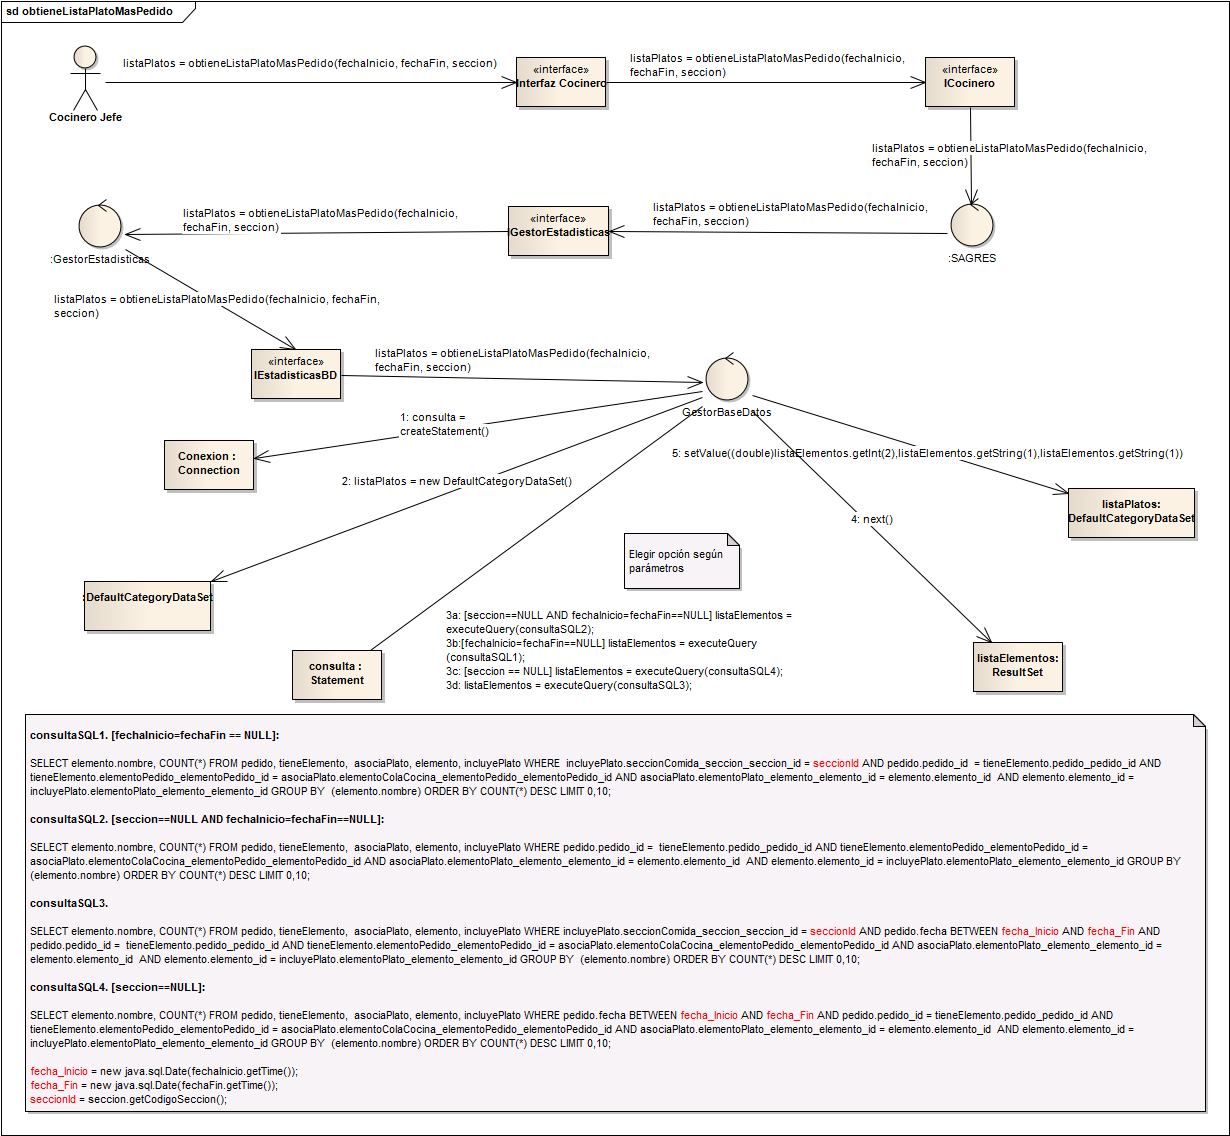 sd obtieneListaPlatoMasPedido
listaPlatos = obtieneListaPlatoMasPedido(fechaInicio, fechaFin, seccion)
Cocinero Jefe
«interface»
Interfaz Cocinero
listaPlatos = obtieneListaPlatoMasPedido(fechaInicio,
fechaFin, seccion)
«interface»
ICocinero
listaPlatos = obtieneListaPlatoMasPedido(fechaInicio,
fechaFin, seccion)
:SAGRES
listaPlatos = obtieneListaPlatoMasPedido(fechaInicio,
fechaFin, seccion)
«interface»
IGestorEstadisticas
listaPlatos = obtieneListaPlatoMasPedido(fechaInicio,
fechaFin, seccion)
:GestorEstadisticas
listaPlatos = obtieneListaPlatoMasPedido(fechaInicio, fechaFin,
seccion)
«interface»
IEstadisticasBD
listaPlatos = obtieneListaPlatoMasPedido(fechaInicio,
fechaFin, seccion)
GestorBaseDatos
1: consulta =
createStatement()
Conexion :
Connection
2: listaPlatos = new DefaultCategoryDataSet()
:DefaultCategoryDataSet
5: setValue((double)listaElementos.getInt(2),listaElementos.getString(1),listaElementos.getString(1))
listaPlatos:
DefaultCategoryDataSet
4: next()
listaElementos:
ResultSet
Elegir opción según
parámetros
consulta :
Statement
3a: [seccion==NULL AND fechaInicio=fechaFin==NULL] listaElementos =
executeQuery(consultaSQL2);
3b:[fechaInicio=fechaFin==NULL] listaElementos = executeQuery
(consultaSQL1);
3c: [seccion == NULL] listaElementos = executeQuery(consultaSQL4);
3d: listaElementos = executeQuery(consultaSQL3);
consultaSQL1. [fechaInicio=fechaFin == NULL]:
SELECT elemento.nombre, COUNT(*) FROM pedido, tieneElemento,  asociaPlato, elemento, incluyePlato WHERE  incluyePlato.seccionComida_seccion_seccion_id = seccionId AND pedido.pedido_id  = tieneElemento.pedido_pedido_id AND
tieneElemento.elementoPedido_elementoPedido_id = asociaPlato.elementoColaCocina_elementoPedido_elementoPedido_id AND asociaPlato.elementoPlato_elemento_elemento_id = elemento.elemento_id  AND elemento.elemento_id =
incluyePlato.elementoPlato_elemento_elemento_id GROUP BY  (elemento.nombre) ORDER BY COUNT(*) DESC LIMIT 0,10;
consultaSQL2. [seccion==NULL AND fechaInicio=fechaFin==NULL]:
SELECT elemento.nombre, COUNT(*) FROM pedido, tieneElemento,  asociaPlato, elemento, incluyePlato WHERE pedido.pedido_id =  tieneElemento.pedido_pedido_id AND tieneElemento.elementoPedido_elementoPedido_id =
asociaPlato.elementoColaCocina_elementoPedido_elementoPedido_id AND asociaPlato.elementoPlato_elemento_elemento_id = elemento.elemento_id  AND elemento.elemento_id = incluyePlato.elementoPlato_elemento_elemento_id GROUP BY
(elemento.nombre) ORDER BY COUNT(*) DESC LIMIT 0,10;
consultaSQL3.
SELECT elemento.nombre, COUNT(*) FROM pedido, tieneElemento,  asociaPlato, elemento, incluyePlato WHERE incluyePlato.seccionComida_seccion_seccion_id = seccionId AND pedido.fecha BETWEEN fecha_Inicio AND fecha_Fin AND
pedido.pedido_id =  tieneElemento.pedido_pedido_id AND tieneElemento.elementoPedido_elementoPedido_id = asociaPlato.elementoColaCocina_elementoPedido_elementoPedido_id AND asociaPlato.elementoPlato_elemento_elemento_id =
elemento.elemento_id  AND elemento.elemento_id = incluyePlato.elementoPlato_elemento_elemento_id GROUP BY  (elemento.nombre) ORDER BY COUNT(*) DESC LIMIT 0,10;
consultaSQL4. [seccion==NULL]:
SELECT elemento.nombre, COUNT(*) FROM pedido, tieneElemento,  asociaPlato, elemento, incluyePlato WHERE pedido.fecha BETWEEN fecha_Inicio AND fecha_Fin AND pedido.pedido_id = tieneElemento.pedido_pedido_id AND
tieneElemento.elementoPedido_elementoPedido_id = asociaPlato.elementoColaCocina_elementoPedido_elementoPedido_id AND asociaPlato.elementoPlato_elemento_elemento_id = elemento.elemento_id  AND elemento.elemento_id =
incluyePlato.elementoPlato_elemento_elemento_id GROUP BY  (elemento.nombre) ORDER BY COUNT(*) DESC LIMIT 0,10;
fecha_Inicio = new java.sql.Date(fechaInicio.getTime());
fecha_Fin = new java.sql.Date(fechaFin.getTime());
seccionId = seccion.getCodigoSeccion();